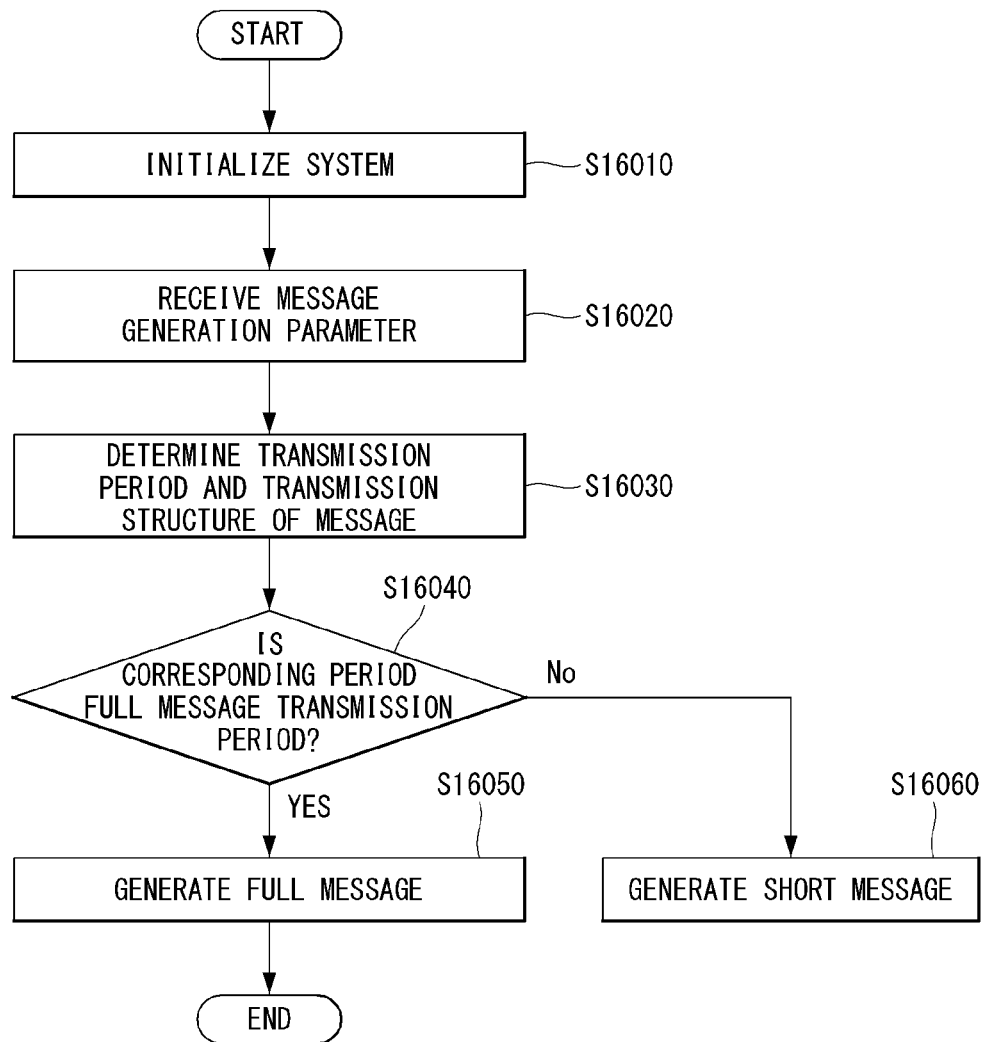 START
INITIALIZE SYSTEM
S16010
RECEIVE MESSAGE
GENERATION PARAMETER
S16020
DETERMINE TRANSMISSION
PERIOD AND TRANSMISSION
STRUCTURE OF MESSAGE
S16030
S16040
IS
CORRESPONDING PERIOD
FULL MESSAGE TRANSMISSION
PERIOD?
No
YES
S16050
S16060
GENERATE FULL MESSAGE
GENERATE SHORT MESSAGE
END